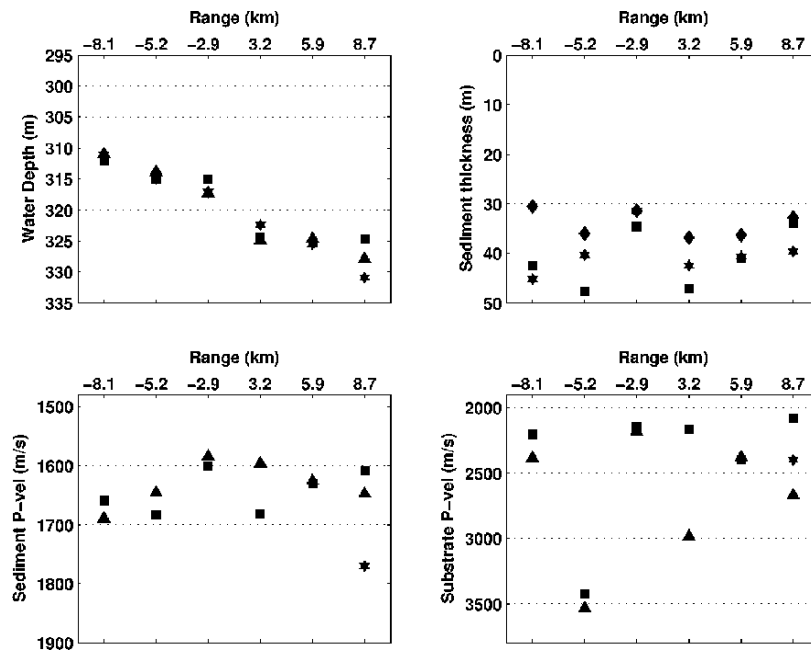 Range (km)
−8.1 −5.2 −2.9 3.2 5.9 8.7
295
300
305
310
315
320
325
330
335
Water Depth (m)
Range (km)
−8.1 −5.2 −2.9 3.2 5.9 8.7
0
10
20
30
40
50
Sediment thickness (m)
Range (km)
−8.1 −5.2 −2.9 3.2 5.9 8.7
1500
1600
1700
1800
1900
Sediment P−vel (m/s)
Range (km)
−8.1 −5.2 −2.9 3.2 5.9 8.7
2000
2500
3000
3500
Substrate P−vel (m/s)